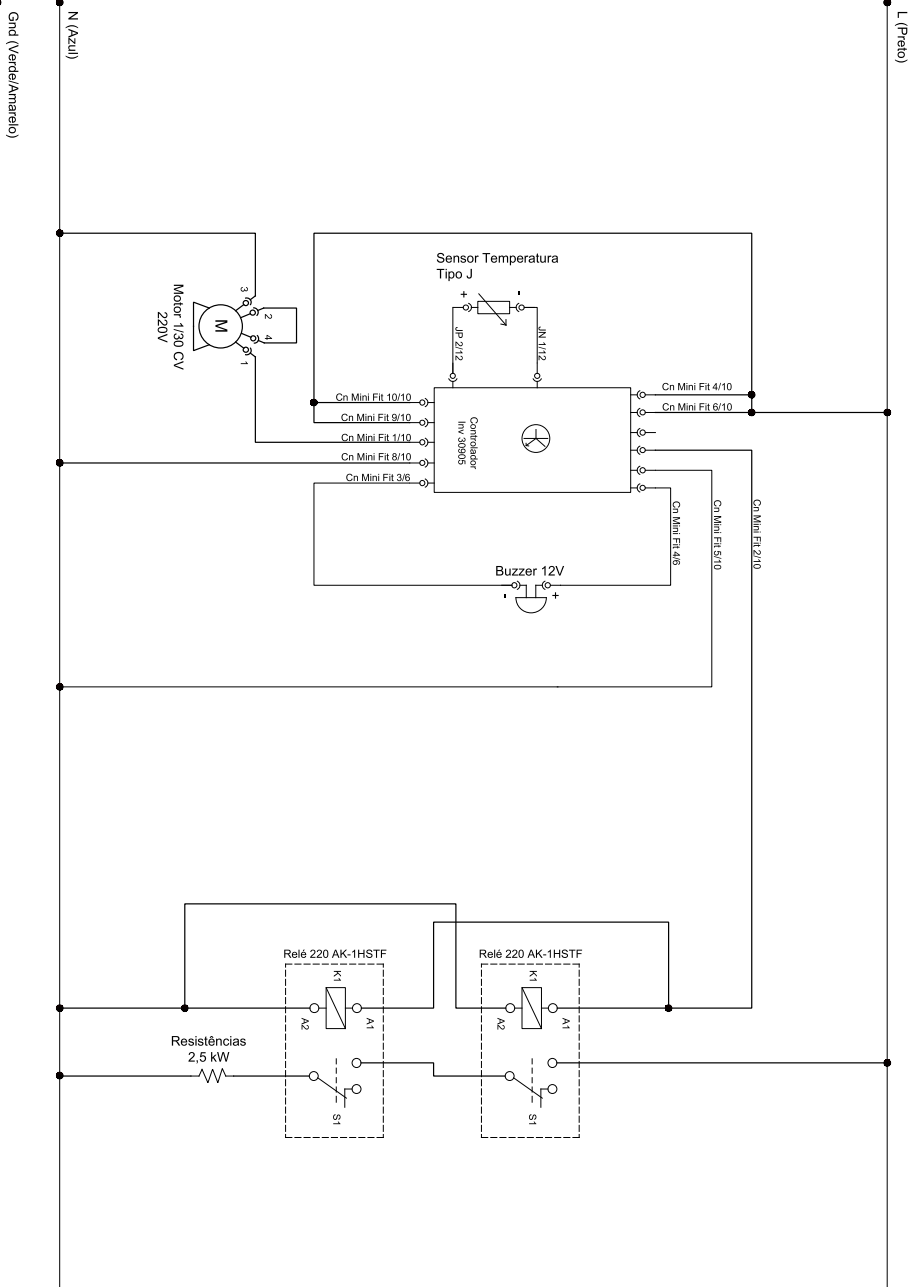 L (Preto)
N (Azul)
Gnd (Verde/Amarelo)
Sensor Temperatura
Tipo J
+
-
JP 2/12
JN 1/12
3
2
4
1
M
Motor 1/30 CV
220V
Cn Mini Fit 10/10
Cn Mini Fit 9/10
Cn Mini Fit 1/10
Cn Mini Fit 8/10
Cn Mini Fit 3/6
Controlador
Inv 30905
Cn Mini Fit 4/10
Cn Mini Fit 6/10
Cn Mini Fit 4/6
Cn Mini Fit 5/10
Cn Mini Fit 2/10
Buzzer 12V
-
+
Relé 220 AK-1HSTF
K1
A2
A1
S1
Relé 220 AK-1HSTF
K1
A2
A1
S1
Resistências
2,5 kW